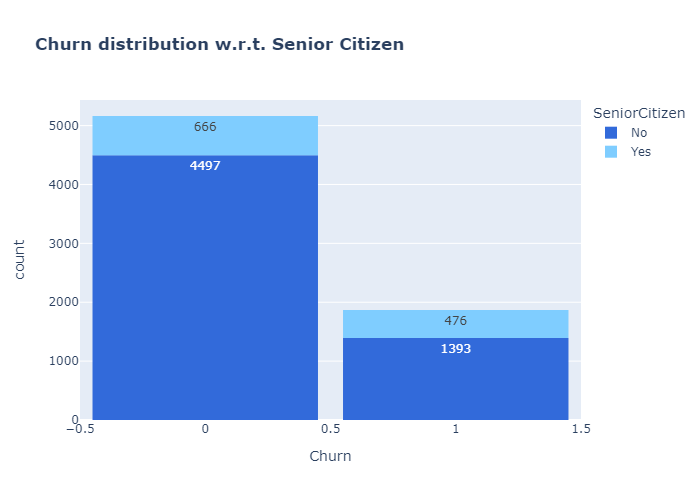 Churn distribution w.r.t. Senior Citizen
SeniorCitizen
No
Yes
count
5000
4000
3000
2000
1000
0
666
4497
476
1393
−0.5
0
0.5
1
1.5
Churn